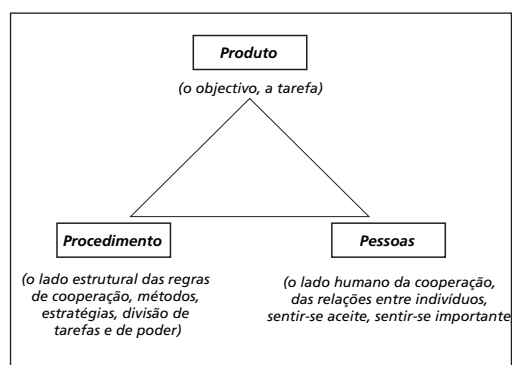 Produto
(o objectivo, a tarefa)
Procedimento
(o lado estrutural das regras
de cooperação, métodos,
estratégias, divisão de
tarefas e de poder)
Pessoas
(o lado humano da cooperação,
das relações entre indivíduos,
sentir-se aceite, sentir-se importante,